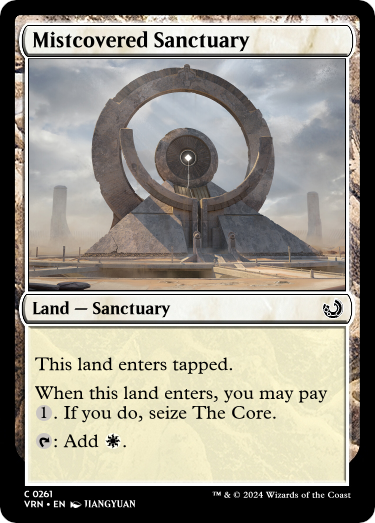 Mistcovered Sanctuary
Land — Sanctuary
This land enters tapped.
When this land enters, you may pay
1. If you do, seize The Core.
: Add .
C 0261
VRN • EN JIANGYUAN
™ & © 2024 Wizards of the Coast